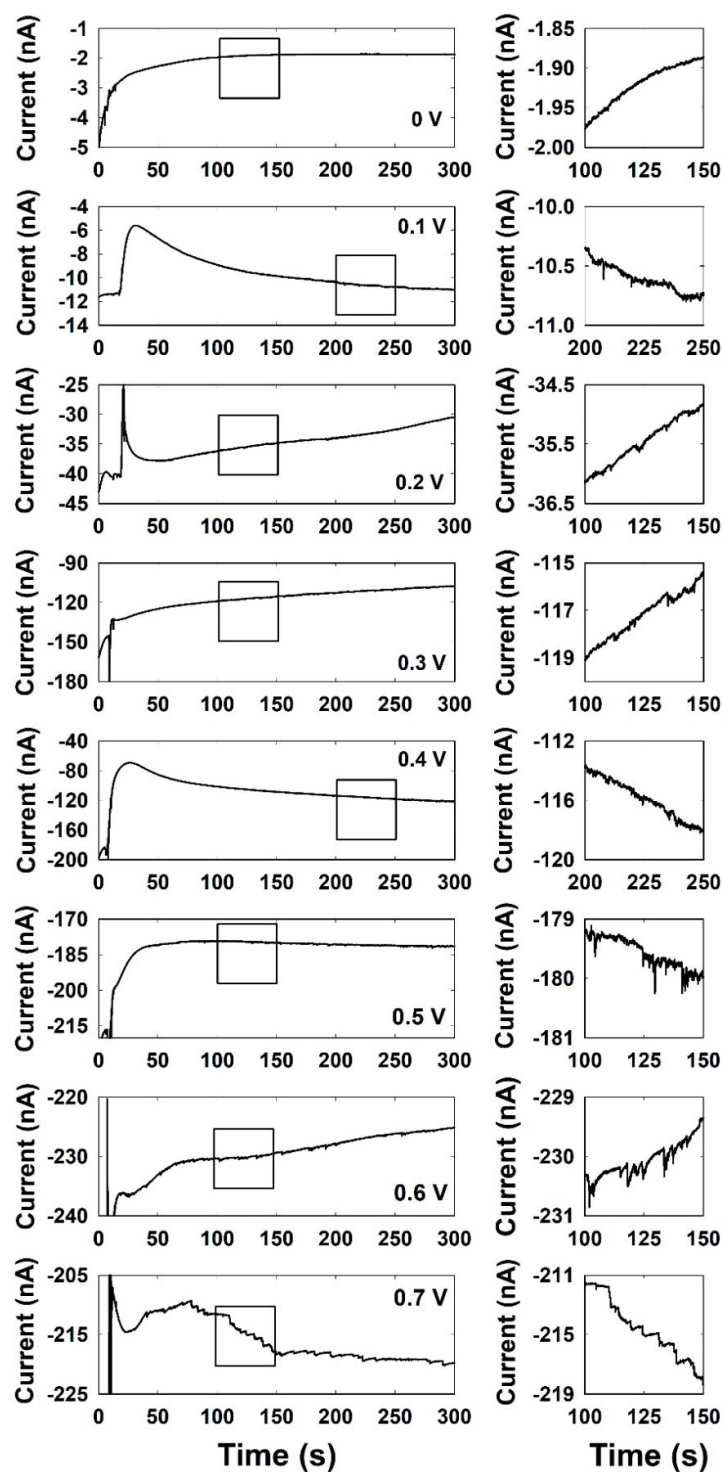 Current (nA)
-1
-2
-3
-4
-5
0 V
0 50 100 150 200 250 300
Current (nA)
-1.85
-1.90
-1.95
-2.00
100 125 150
Current (nA)
-4
-6
-8
-10
-12
-14
0.1 V
0 50 100 150 200 250 300
Current (nA)
-10.0
-10.5
-11.0
200 225 250
Current (nA)
-25
-30
-35
-40
-45
0.2 V
0 50 100 150 200 250 300
Current (nA)
-34.5
-35.5
-36.5
100 125 150
Current (nA)
-90
-120
-150
-180
0.3 V
0 50 100 150 200 250 300
Current (nA)
-115
-117
-119
100 125 150
Current (nA)
-40
-80
-120
-160
-200
0.4 V
0 50 100 150 200 250 300
Current (nA)
-112
-116
-120
200 225 250
Current (nA)
-170
-185
-200
-215
0.5 V
0 50 100 150 200 250 300
Current (nA)
-179
-180
-181
100 125 150
Current (nA)
-220
-230
-240
0.6 V
0 50 100 150 200 250 300
Current (nA)
-229
-230
-231
100 125 150
Current (nA)
-205
-215
-225
0.7 V
0 50 100 150 200 250 300
Time (s)
Current (nA)
-211
-215
-219
100 125 150
Time (s)